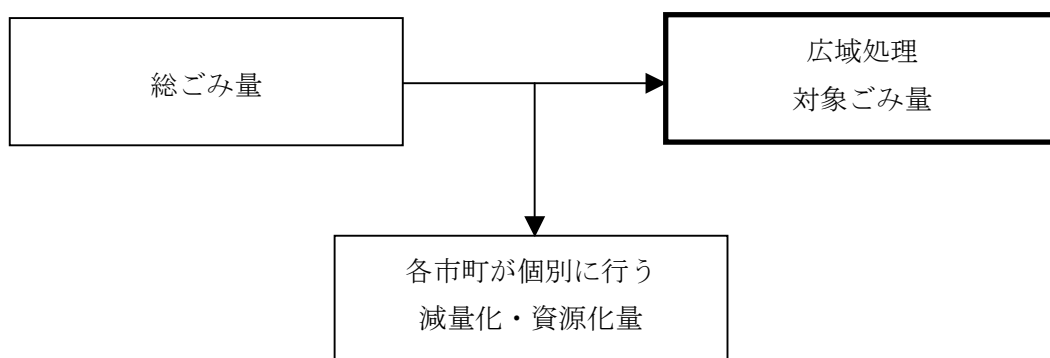 総ごみ量
広域処理
対象ごみ量
各市町が個別に行う
減量化・資源化量